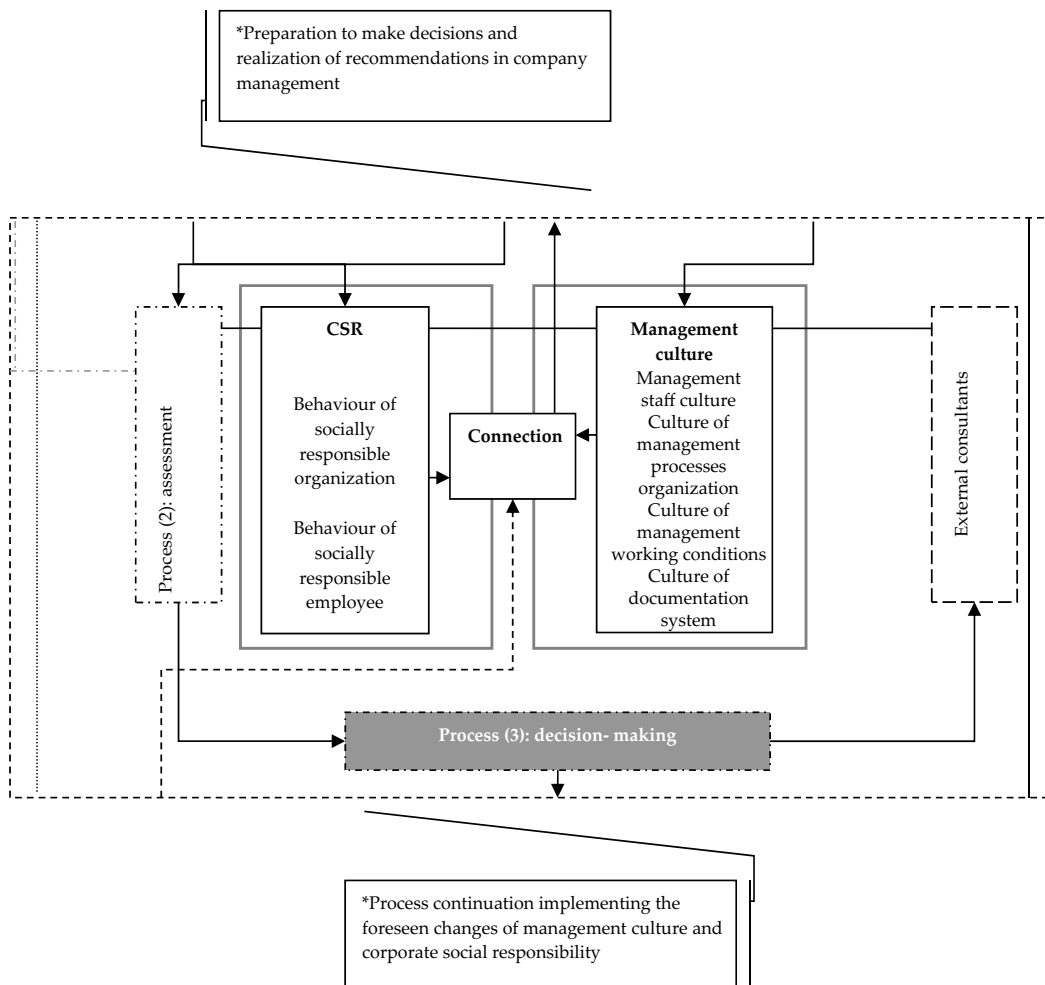 *Preparation to make decisions and
realization of recommendations in company
management
Process (2): assessment
CSR
Behaviour of
socially
responsible
organization
Behaviour of
socially
responsible
employee
Connection
Management
culture
Management
staff culture
Culture of
management
processes
organization
Culture of
management
working conditions
Culture of
documentation
system
External consultants
Process (3): decision- making
*Process continuation implementing the
foreseen changes of management culture and
corporate social responsibility